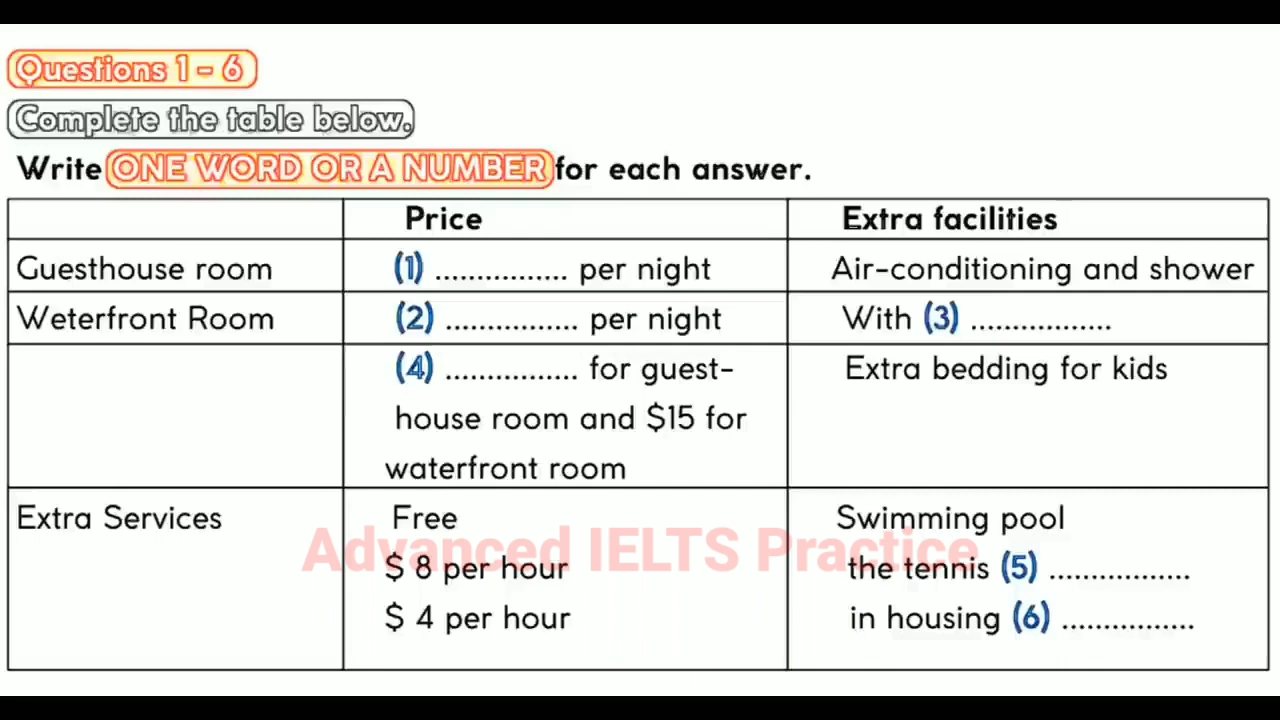 Questions 1 - 6
Complete the table below.
Write ONE WORD OR A NUMBER for each answer.
Price Extra facilities
Guesthouse room (1) ................ per night Air-conditioning and shower
Weterfront Room (2) ................ per night With (3) .................
(4) ................ for guest- Extra bedding for kids
house room and $15 for
waterfront room
Extra Services Free Swimming pool
Advanced IELTS Practice
$ 8 per hour the tennis (5) .................
$ 4 per hour in housing (6) ................